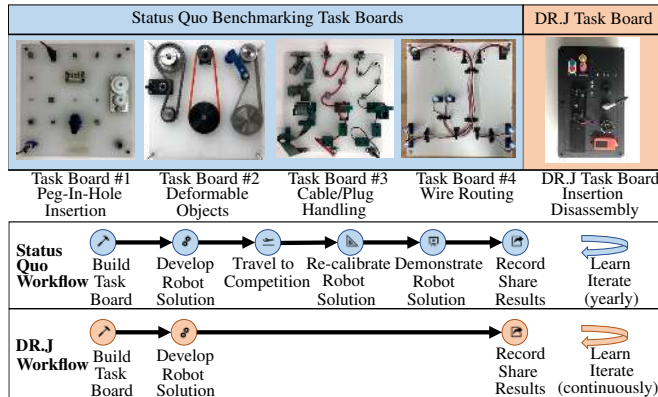 Status Quo Benchmarking Task Boards
DR.J Task Board
Task Board #1
Peg-In-Hole
Insertion
Task Board #2
Deformable
Objects
Task Board #3
Cable/Plug
Handling
Task Board #4
Wire Routing
DR.J Task Board
Insertion
Disassembly
Status
Quo
Workflow
Build
Task
Board
Develop
Robot
Solution
Travel to
Competition
Re-calibrate
Robot
Solution
Demonstrate
Robot
Solution
Record
Share
Results
Learn
Iterate
(yearly)
DR.J
Workflow
Build
Task
Board
Develop
Robot
Solution
Record
Share
Results
Learn
Iterate
(continuously)